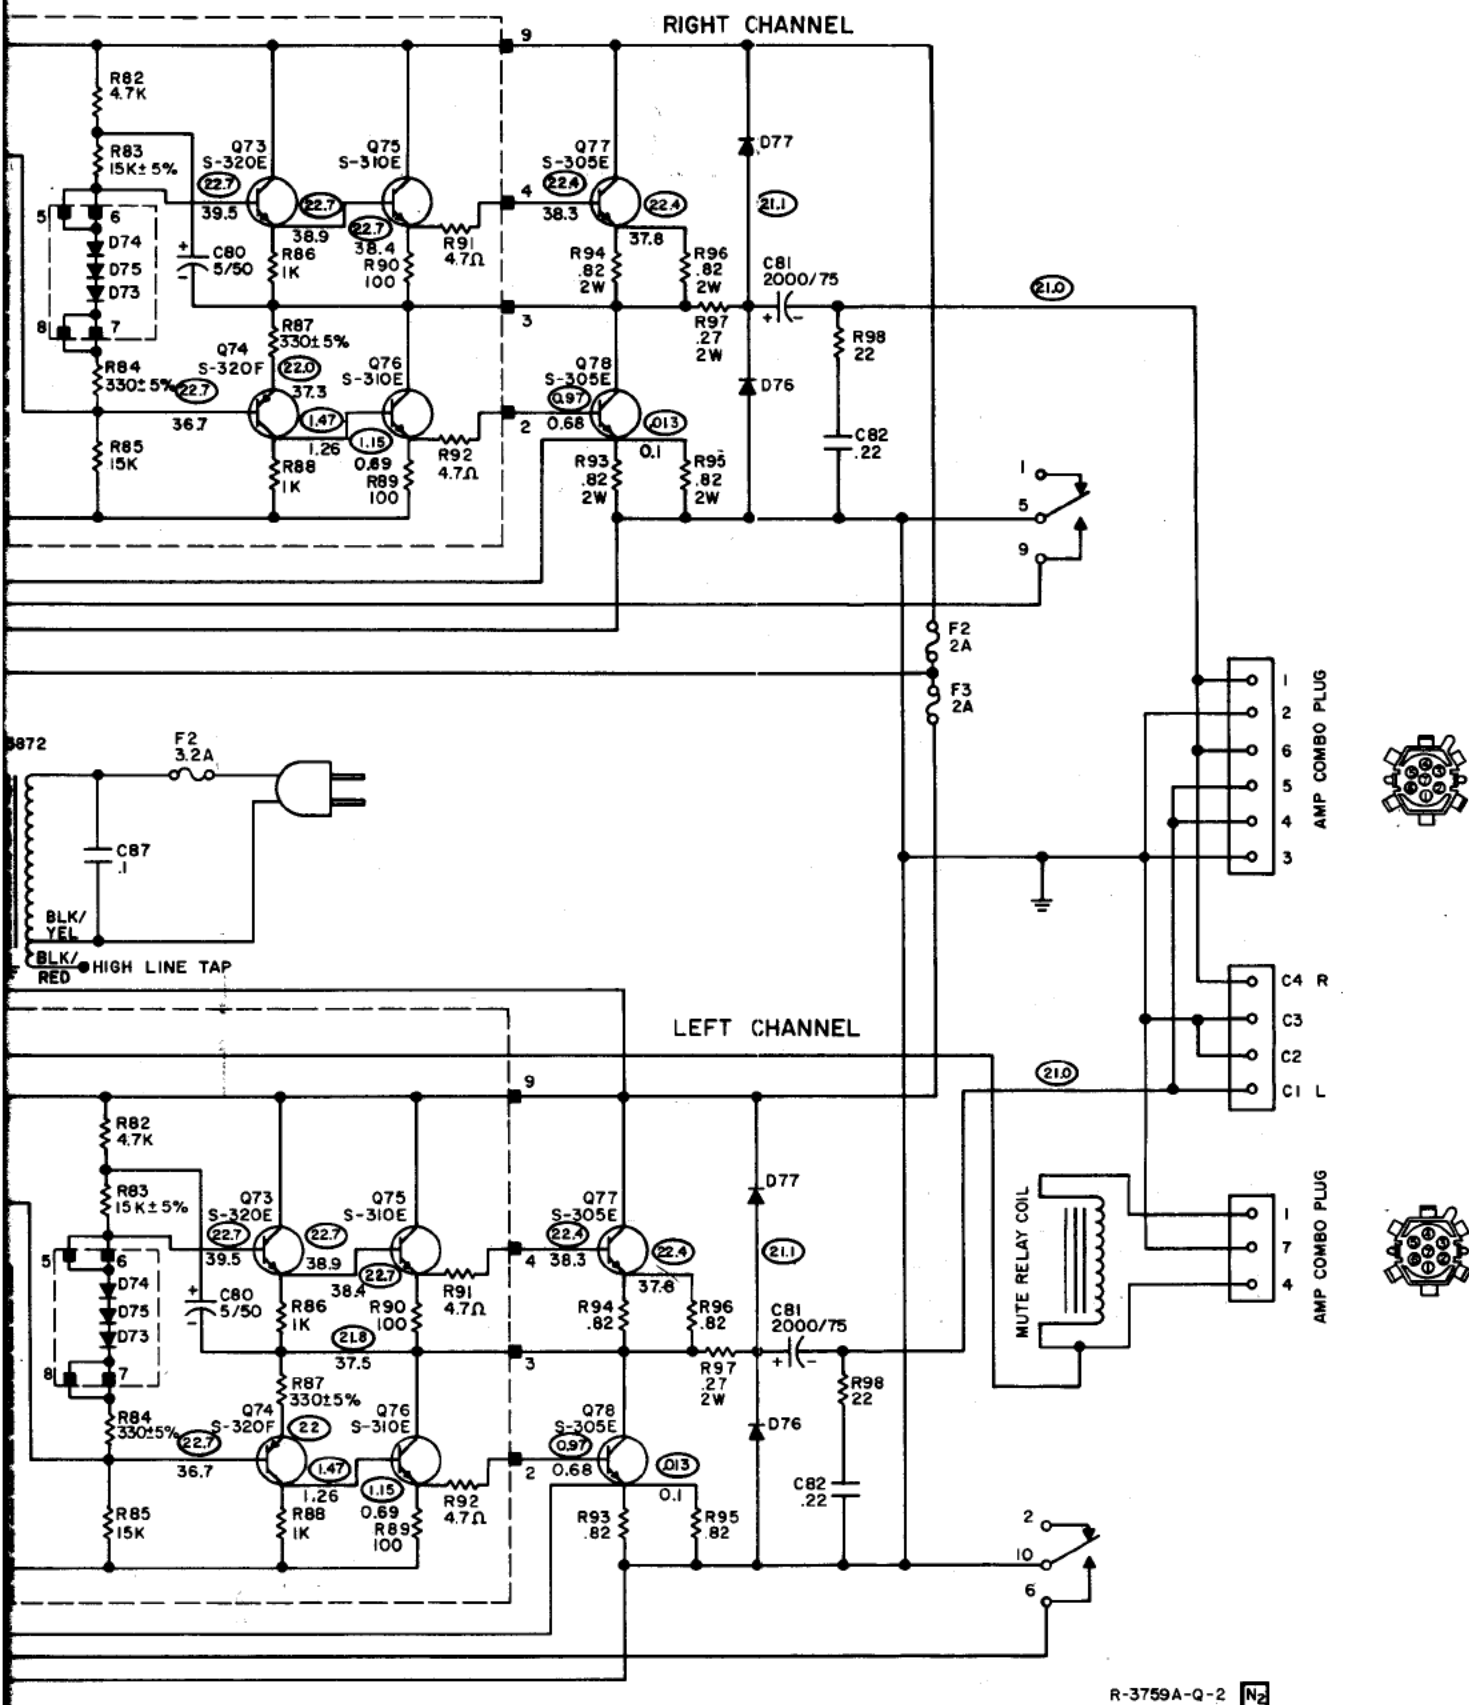 RIGHT CHANNEL
9
R82
4.7K
R83
15K± 5%
Q73
S-320E
22.7
39.5
22.7
38.9
Q75
S-310E
22.7
38.4
R91
4.7Ω
4
Q77
S-305E
22.4
38.3
22.4
37.8
D77
21.1
5
6
D74
D75
D73
8
7
+
C80
5/50
-
R86
1K
R90
100
R94
.82
2W
R96
.82
2W
C81
2000/75
+
-
21.0
3
R97
.27
2W
R98
22
R87
330±5%
Q74
S-320F
22.0
37.3
Q76
S-310E
Q78
S-305E
0.97
0.68
.013
0.1
D76
R84
330±5%
22.7
36.7
1.47
1.26
1.15
0.69
2
R92
4.7Ω
R85
15K
R88
1K
R89
100
R93
.82
2W
R95
.82
2W
C82
.22
1
5
9
F2
2A
F3
2A
F2
3.2A
C87
.1
BLK/
YEL
BLK/
RED
HIGH LINE TAP
1
2
6
5
4
3
AMP COMBO PLUG
C4 R
C3
C2
C1 L
LEFT CHANNEL
9
21.0
R82
4.7K
R83
15K±5%
Q73
S-320E
22.7
39.5
22.7
38.9
Q75
S-310E
22.7
38.4
R91
4.7Ω
4
Q77
S-305E
22.4
38.3
22.4
37.8
D77
21.1
5
6
D74
D75
D73
8
7
+
C80
5/50
-
R86
1K
R90
100
R94
.82
R96
.82
C81
2000/75
+
-
21.8
37.5
3
R97
.27
2W
R98
22
R87
330±5%
Q74
S-320F
22
Q76
S-310E
Q78
S-305E
0.97
0.68
.013
0.1
D76
R84
330±5%
22.7
36.7
1.47
1.26
1.15
0.69
2
R92
4.7Ω
R85
15K
R88
1K
R89
100
R93
.82
R95
.82
C82
.22
2
10
6
MUTE RELAY COIL
1
7
4
AMP COMBO PLUG
R-3759A-Q-2 N2